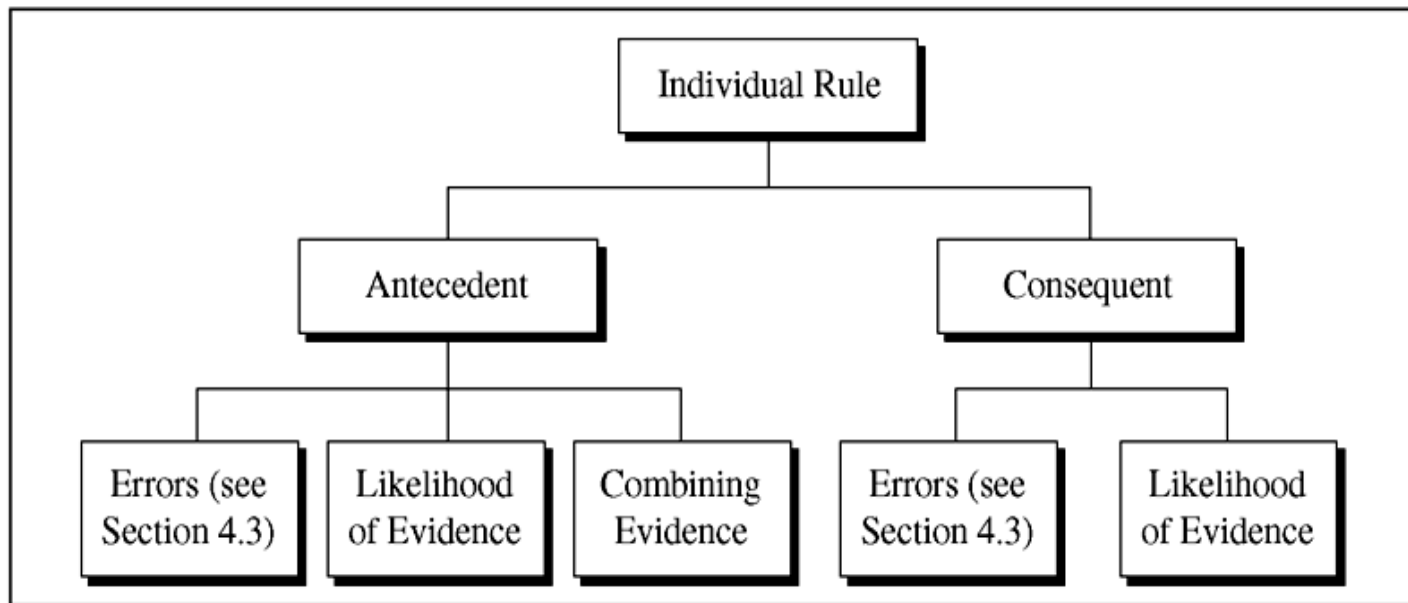 Individual Rule
Antecedent
Consequent
Errors (see
Section 4.3)
Likelihood
of Evidence
Combining
Evidence
Errors (see
Section 4.3)
Likelihood
of Evidence